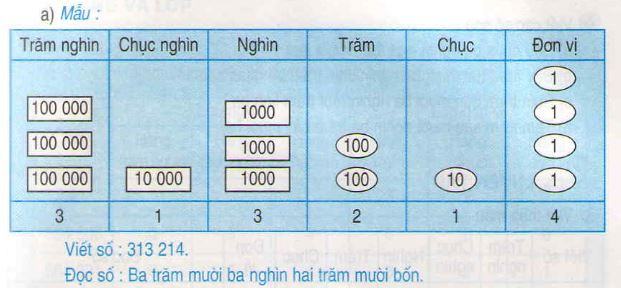 a) Mẫu :
Trăm nghìn Chục nghìn Nghìn Trăm Chục Đơn vị
1
100 000 1000 1
100 000 1000 100 1
100 000 10 000 1000 100 10 1
3 1 3 2 1 4
Viết số : 313 214.
Đọc số : Ba trăm mười ba nghìn hai trăm mười bốn.